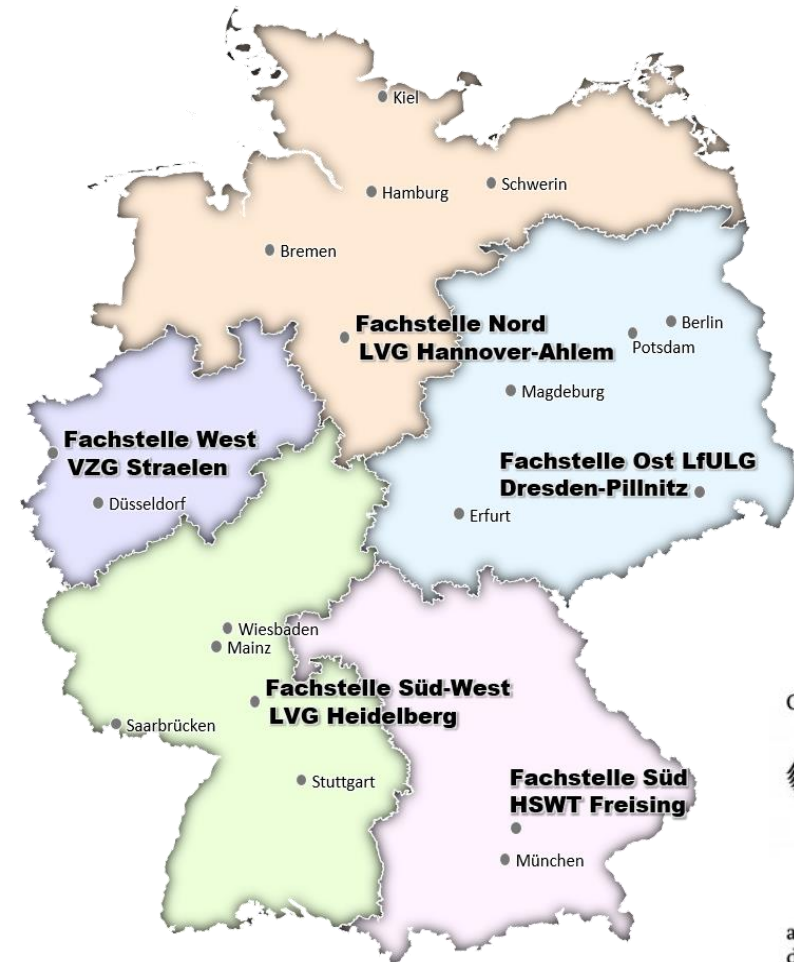 Kiel
Hamburg
Schwerin
Bremen
Fachstelle Nord
LVG Hannover-Ahlem
Berlin
Potsdam
Magdeburg
Fachstelle West
VZG Straelen
Fachstelle Ost LfULG
Dresden-Pillnitz
Düsseldorf
Erfurt
Wiesbaden
Mainz
Fachstelle Süd-West
LVG Heidelberg
Saarbrücken
Stuttgart
Fachstelle Süd
HSWT Freising
München